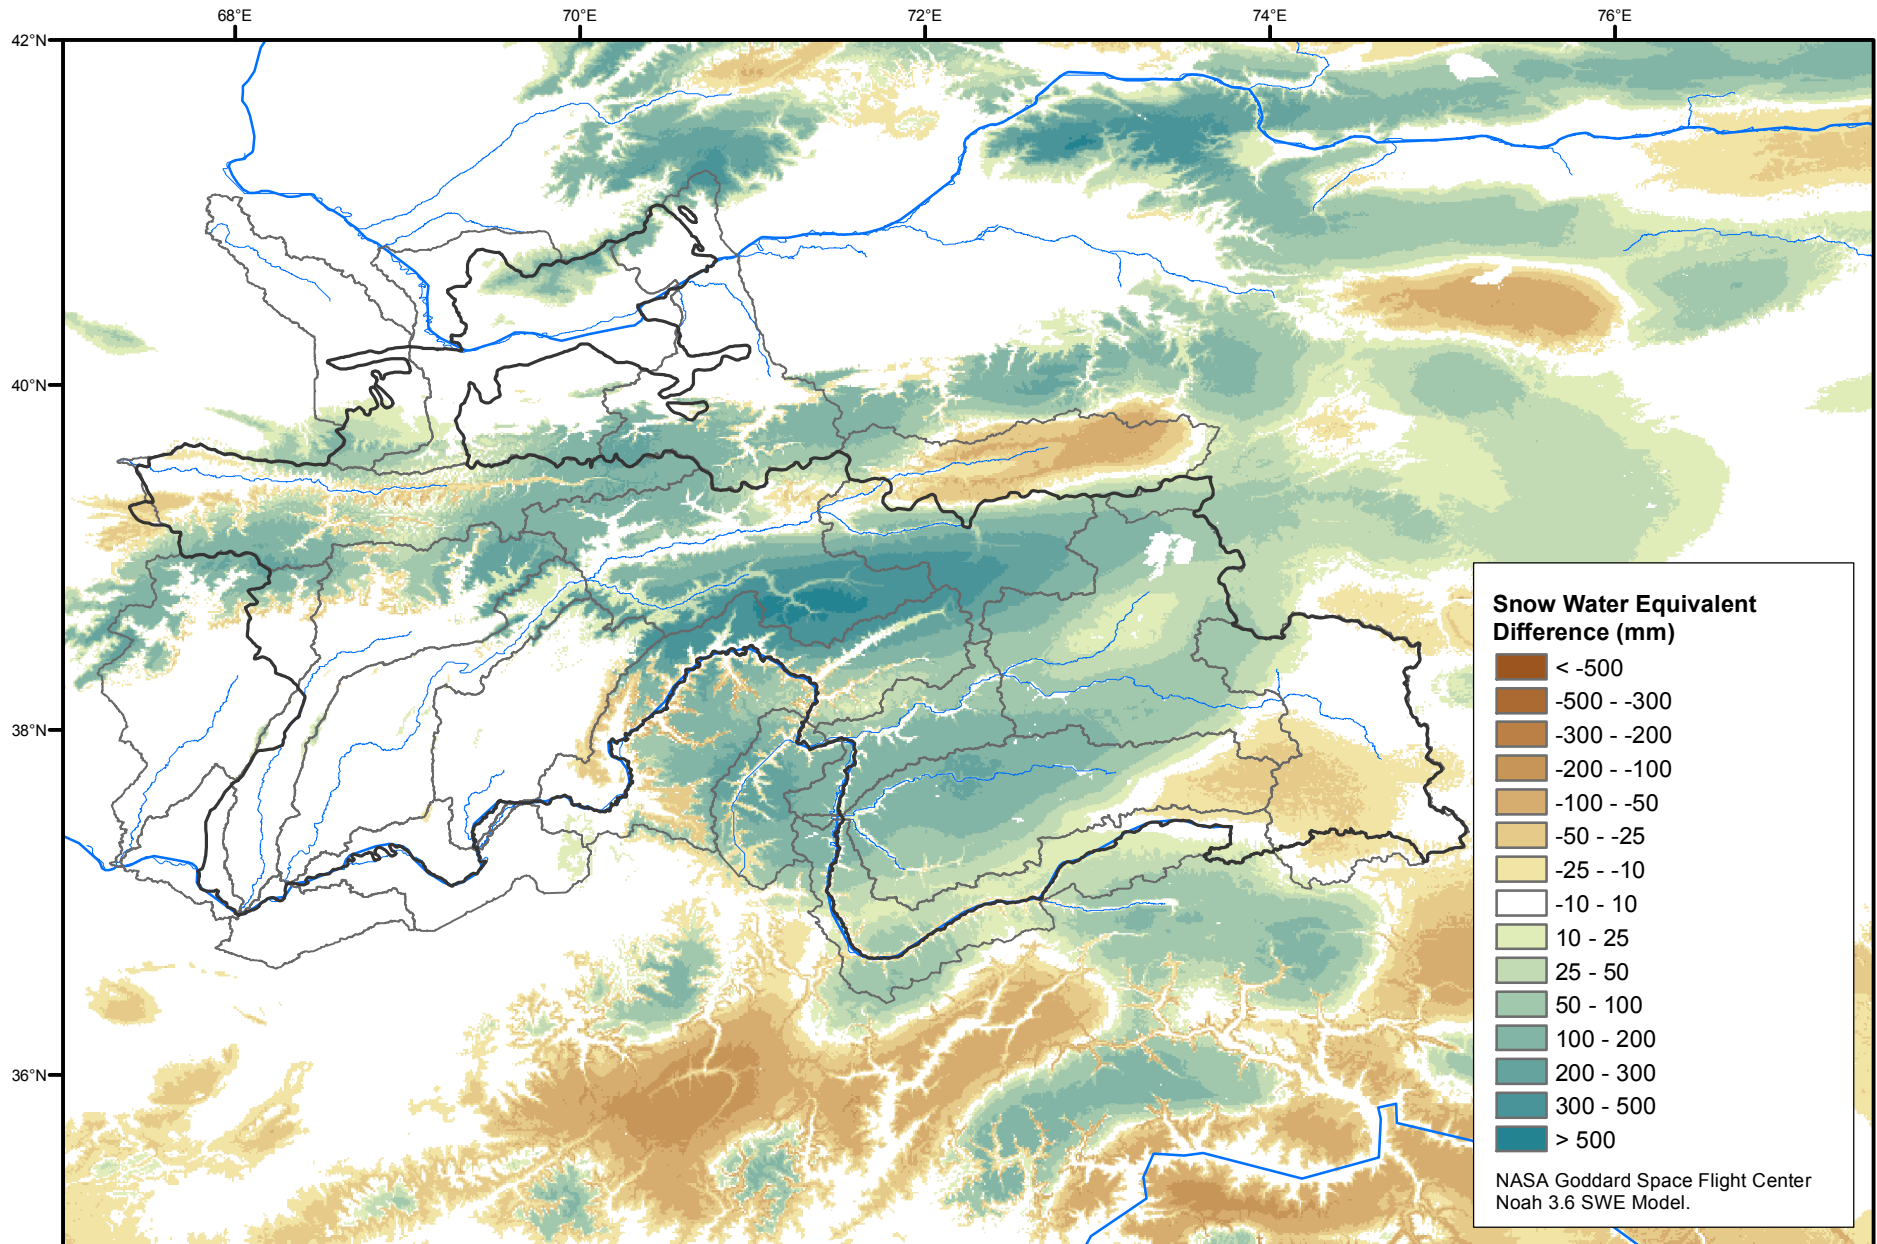 68°E 70°E 72°E 74°E 76°E
42°N
40°N
38°N
36°N
Snow Water Equivalent
Difference (mm)
< -500
-500 - -300
-300 - -200
-200 - -100
-100 - -50
-50 - -25
-25 - -10
-10 - 10
10 - 25
25 - 50
50 - 100
100 - 200
200 - 300
300 - 500
> 500
NASA Goddard Space Flight Center
Noah 3.6 SWE Model.